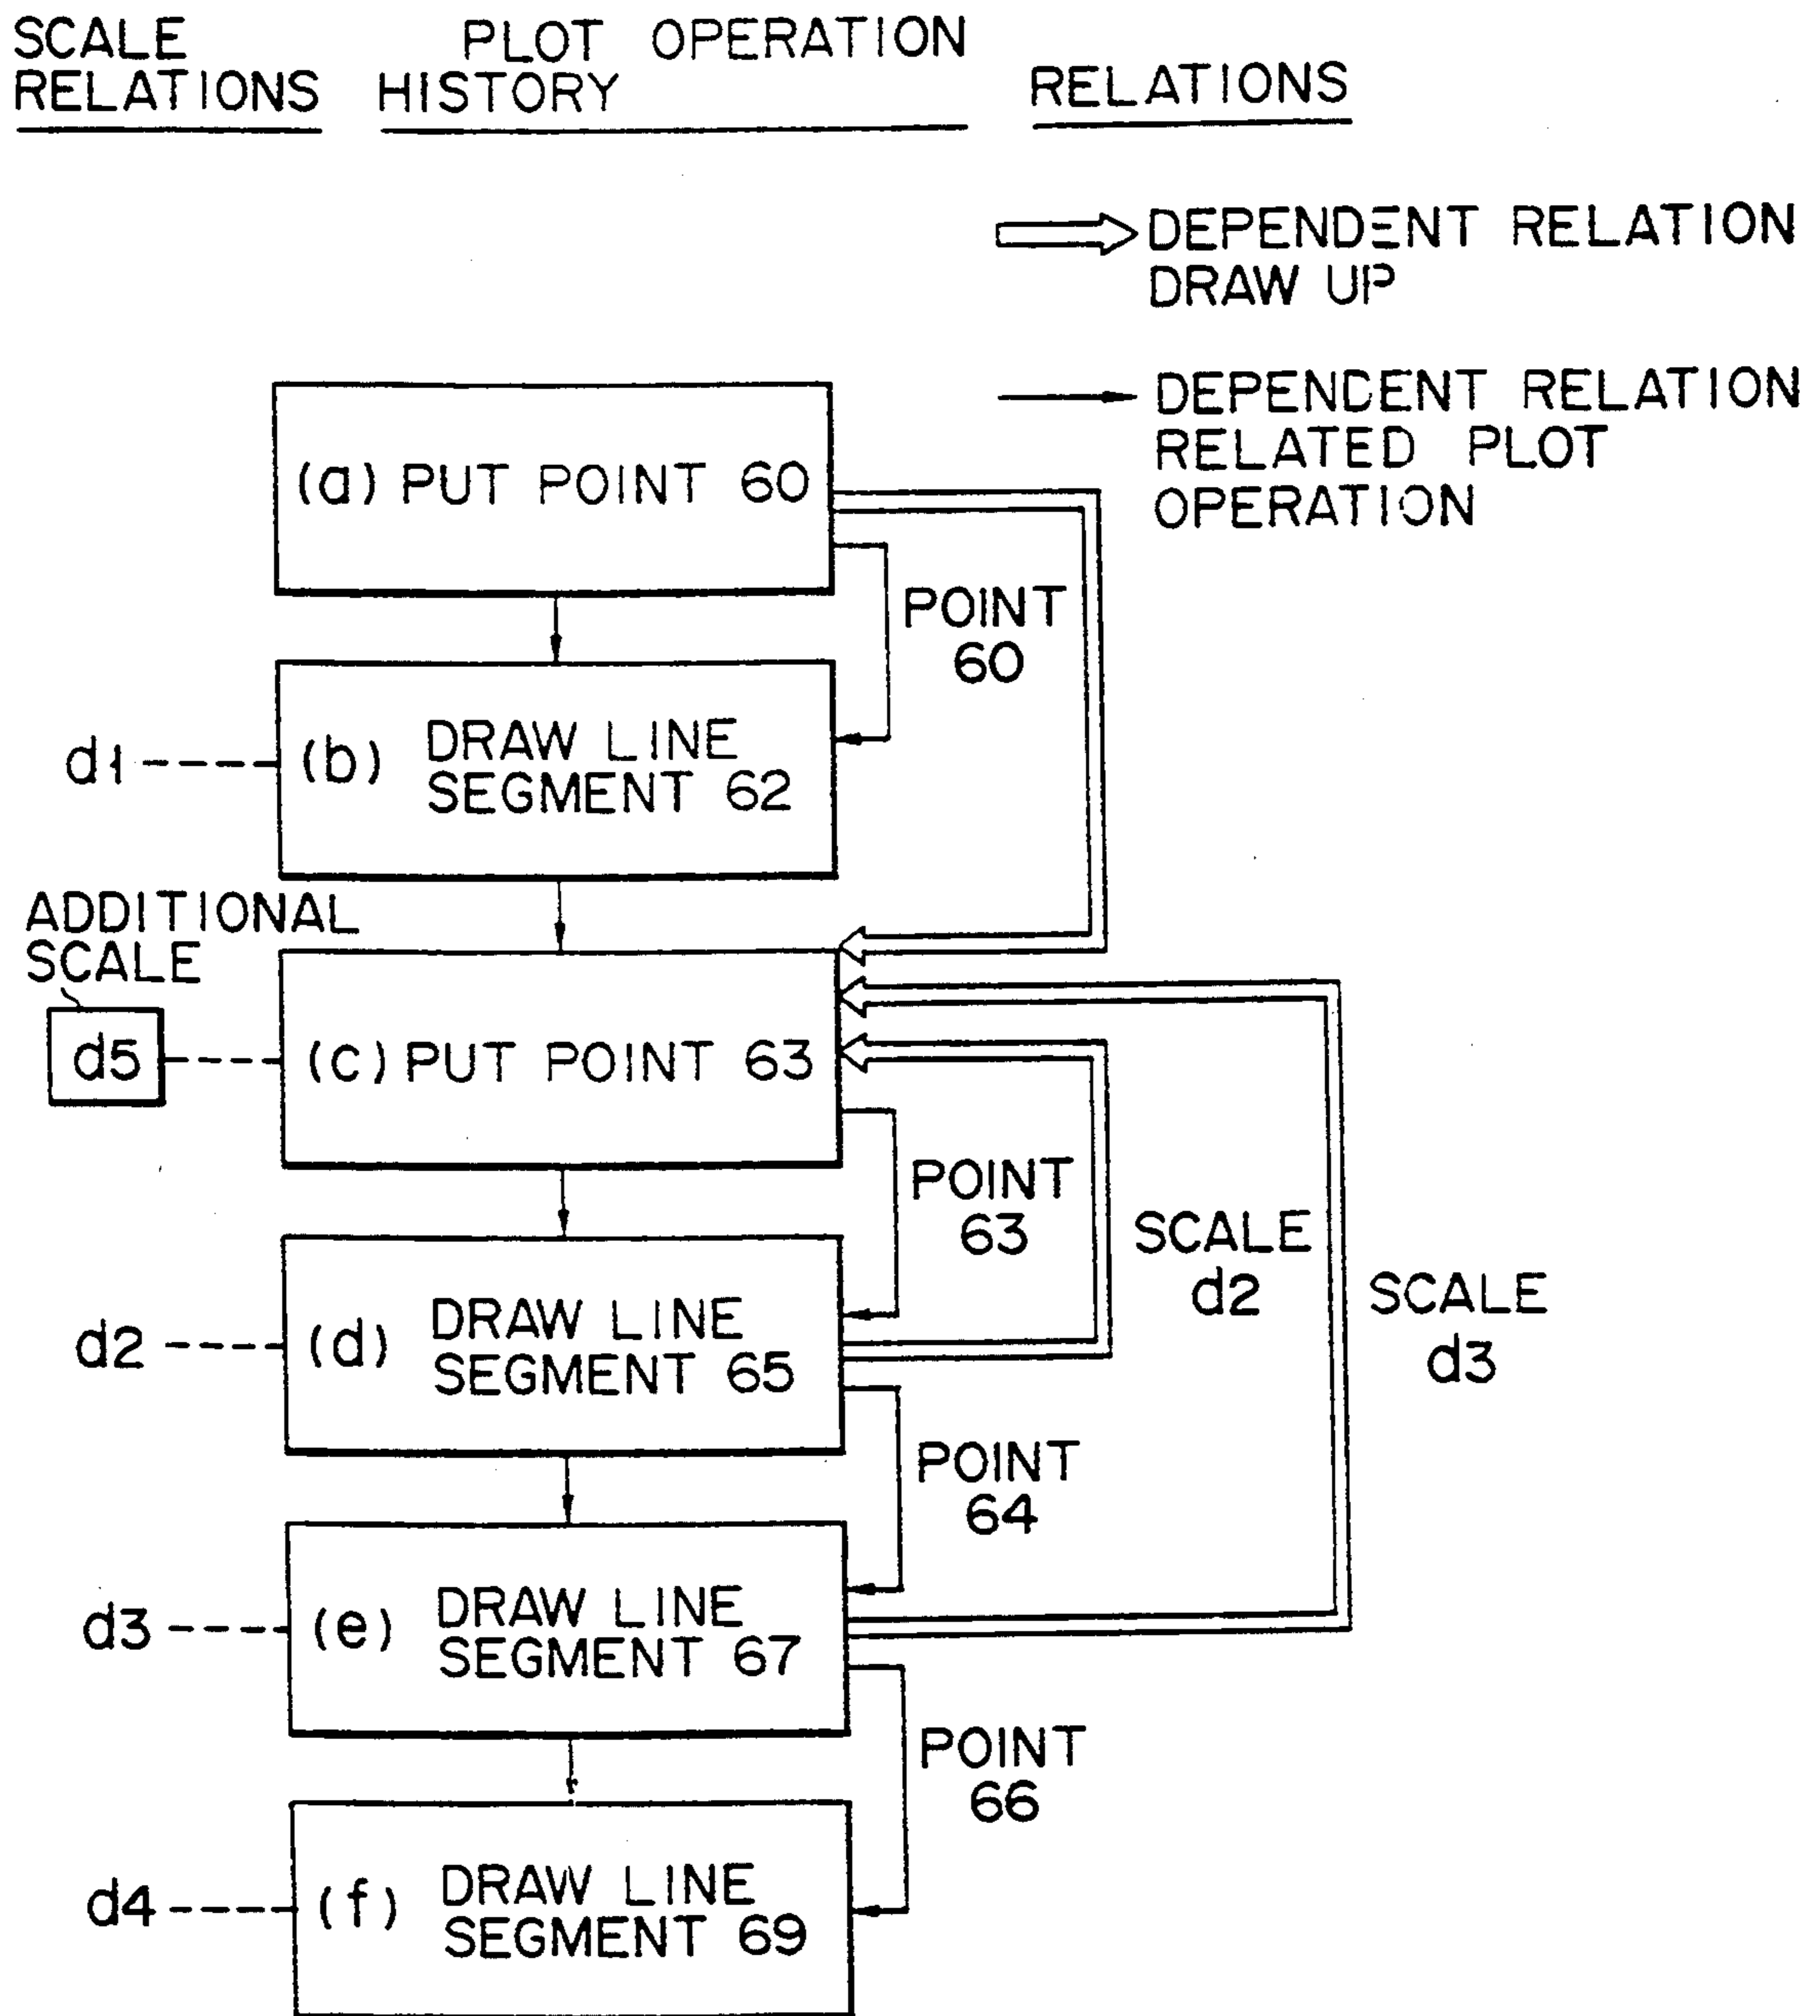 SCALE
RELATIONS
PLOT OPERATION
HISTORY
RELATIONS
DEPENDENT RELATION
DRAW UP
DEPENDENT RELATION
RELATED PLOT
OPERATION
(a) PUT POINT 60
POINT
60
d1
(b) DRAW LINE
SEGMENT 62
ADDITIONAL
SCALE
d5
(c) PUT POINT 63
POINT
63
SCALE
d2
SCALE
d3
d2
(d) DRAW LINE
SEGMENT 65
POINT
64
d3
(e) DRAW LINE
SEGMENT 67
POINT
66
d4
(f) DRAW LINE
SEGMENT 69